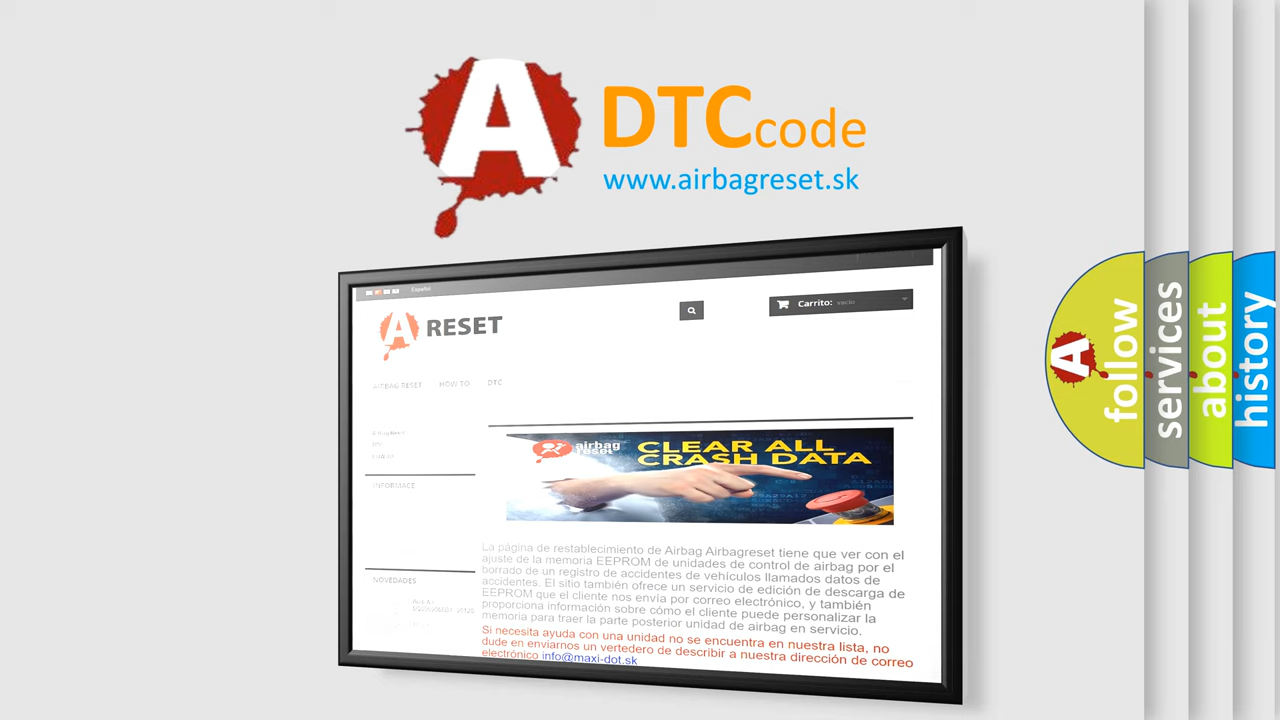 A
DTCcode
www.airbagreset.sk
Español
A RESET
Carrito: vacío
AIRBAG RESET HOW TO DTC
INFORMACE
NOVEDADES
airbag
reset
CLEAR ALL
CRASH DATA
La página de restablecimiento de Airbag Airbagreset tiene que ver con el
ajuste de la memoria EEPROM de unidades de control de airbag por el
borrado de un registro de accidentes de vehículos llamados datos de
accidentes. El sitio también ofrece un servicio de edición de descarga de
EEPROM que el cliente nos envía por correo electrónico, y también
proporciona información sobre cómo el cliente puede personalizar la
memoria para traer la parte posterior unidad de airbag en servicio.
Si necesita ayuda con una unidad no se encuentra en nuestra lista, no
dude en enviarnos un vertedero de describir a nuestra dirección de correo
electrónico info@maxi-dot.sk
A
follow
services
about
history